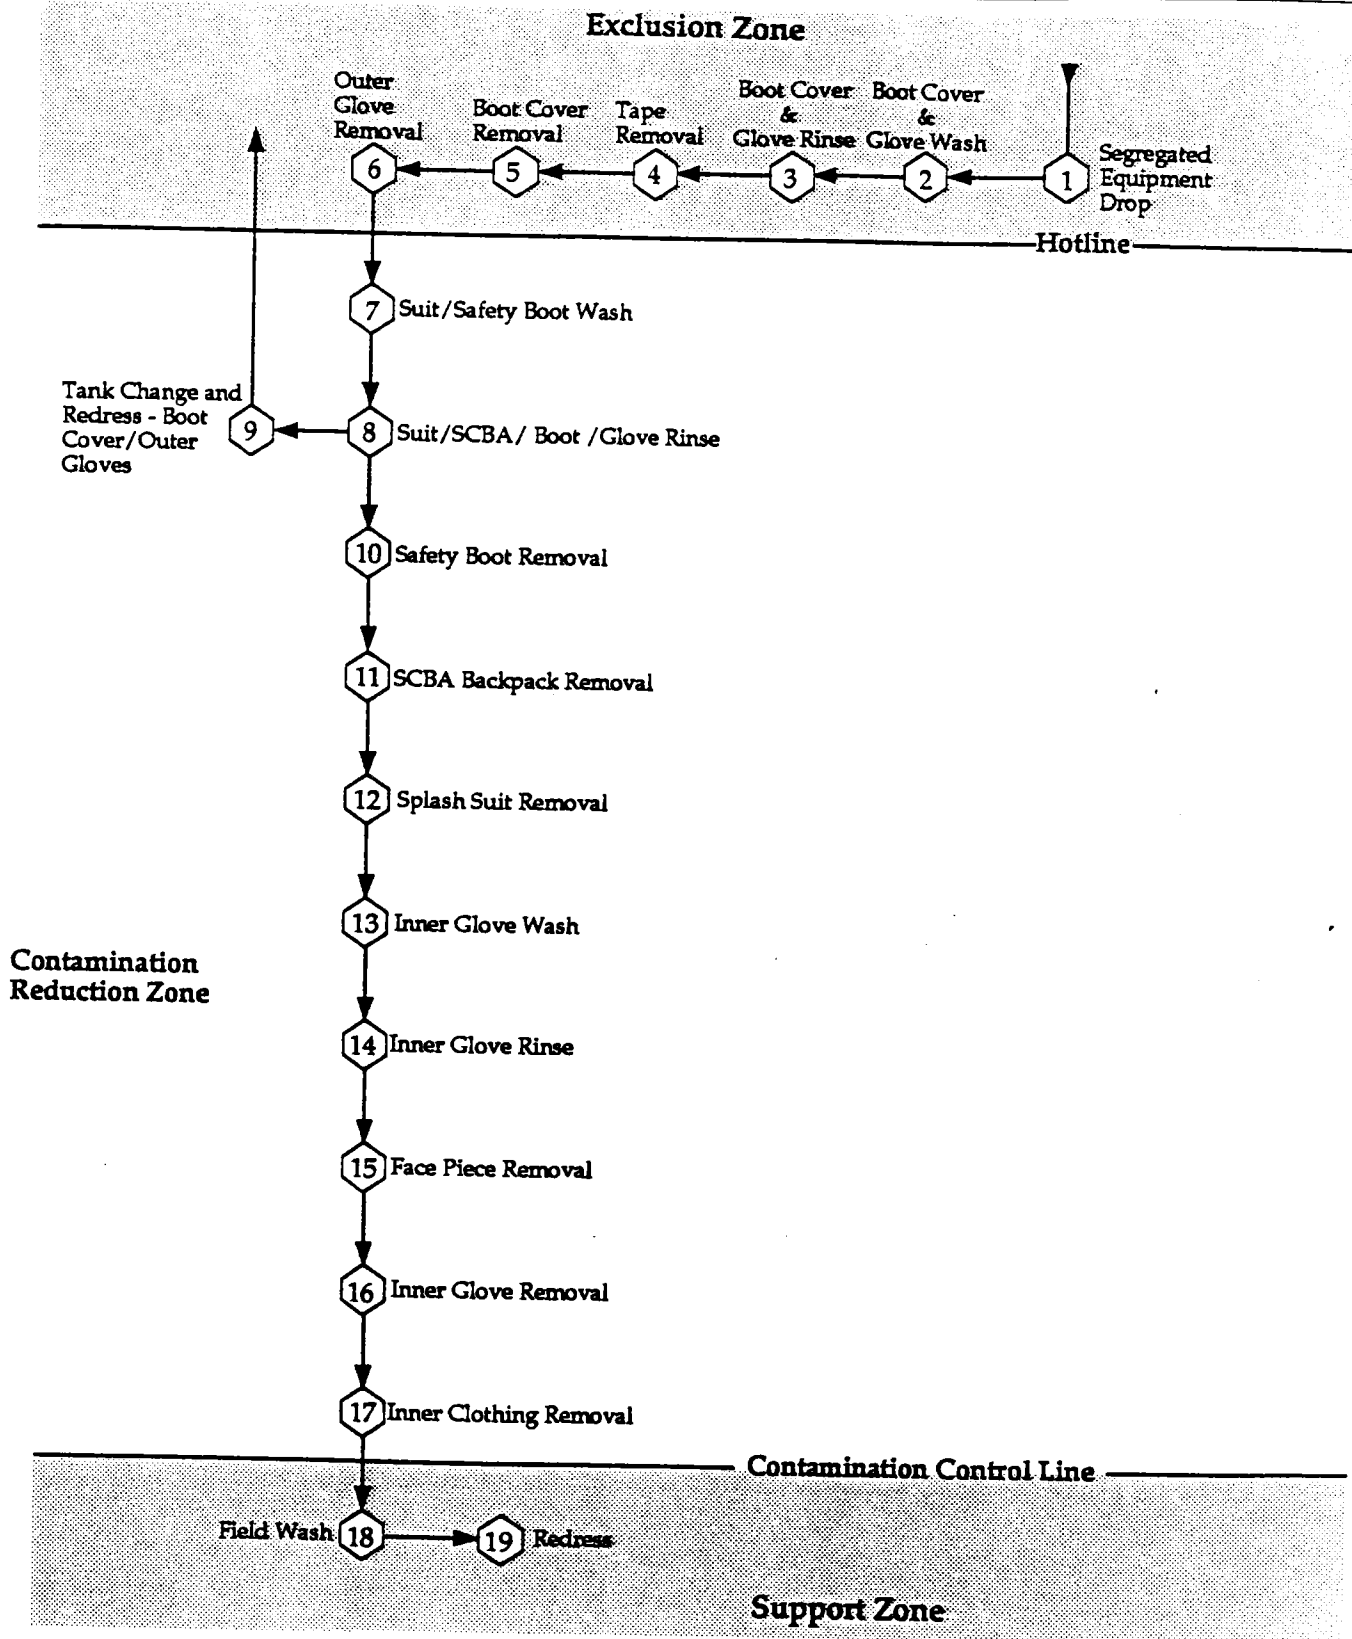 Exclusion Zone
Outer
Glove
Removal
6
Boot Cover
Removal
5
Tape
Removal
4
Boot Cover
&
Glove Rinse
3
Boot Cover
&
Glove Wash
2
1
Segregated
Equipment
Drop
Hotline
7 Suit/Safety Boot Wash
Tank Change and
Redress - Boot
Cover/Outer
Gloves
9
8 Suit/SCBA/ Boot /Glove Rinse
10 Safety Boot Removal
11 SCBA Backpack Removal
12 Splash Suit Removal
13 Inner Glove Wash
Contamination
Reduction Zone
14 Inner Glove Rinse
15 Face Piece Removal
16 Inner Glove Removal
17 Inner Clothing Removal
Contamination Control Line
Field Wash 18
19 Redress
Support Zone